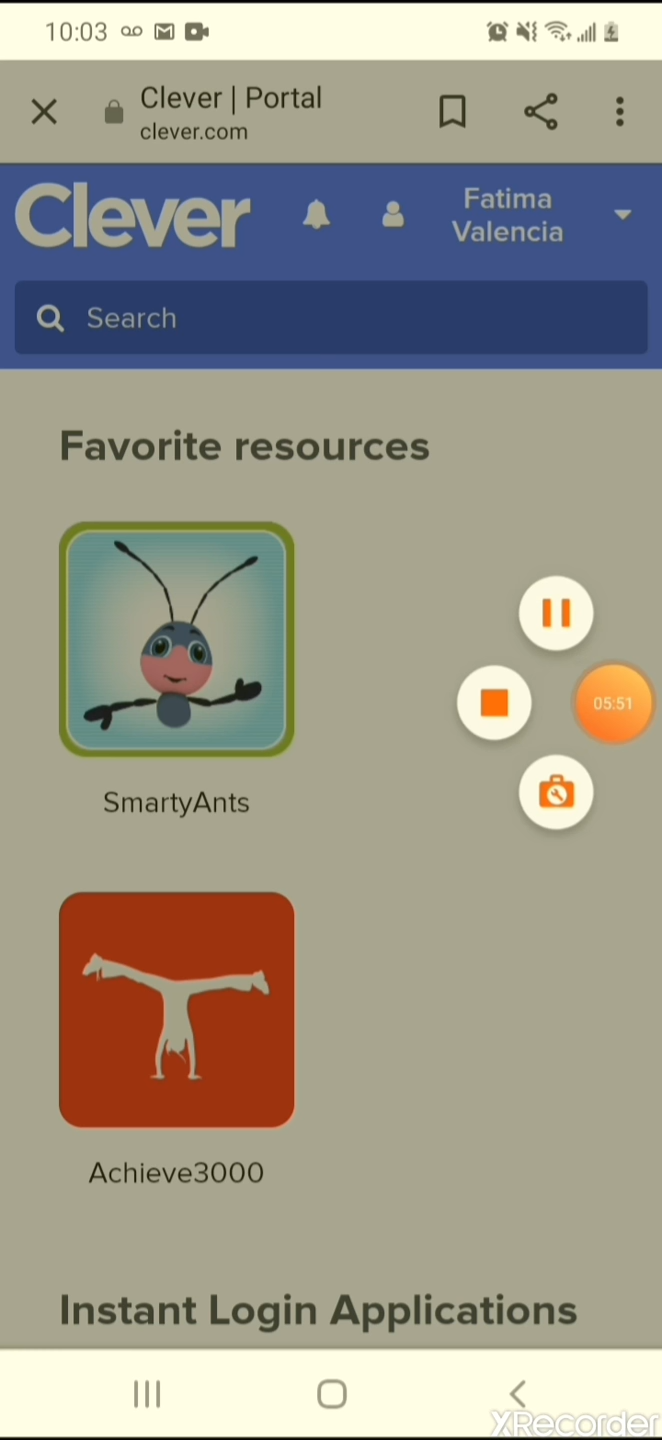 10:03
Clever | Portal
clever.com
Clever
Fatima
Valencia
Search
Favorite resources
05:51
SmartyAnts
Achieve3000
Instant Login Applications
XRecorder